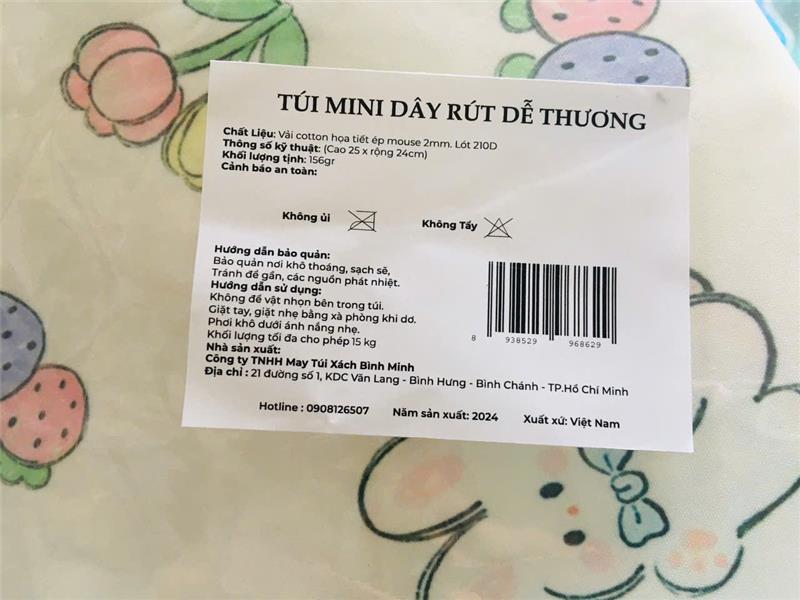 TÚI MINI DÂY RÚT DỄ THƯƠNG
Chất Liệu: Vải cotton họa tiết ép mouse 2mm. Lót 210D
Thông số kỹ thuật: (Cao 25 x rộng 24cm)
Khối lượng tịnh: 156gr
Cảnh báo an toàn:
Không ủi
Không Tẩy
Hướng dẫn bảo quản:
Bảo quản nơi khô thoáng, sạch sẽ,
Tránh để gần, các nguồn phát nhiệt.
Hướng dẫn sử dụng:
Không để vật nhọn bên trong túi.
Giặt tay, giặt nhẹ bằng xà phòng khi dơ.
Phơi khô dưới ánh nắng nhẹ.
Khối lượng tối đa cho phép 15 kg
8 938529 968629
Nhà sản xuất:
Công ty TNHH May Túi Xách Bình Minh
Địa chỉ : 21 đường số 1, KDC Văn Lang - Bình Hưng - Bình Chánh - TP.Hồ Chí Minh
Hotline : 0908126507 Năm sản xuất: 2024 Xuất xứ: Việt Nam